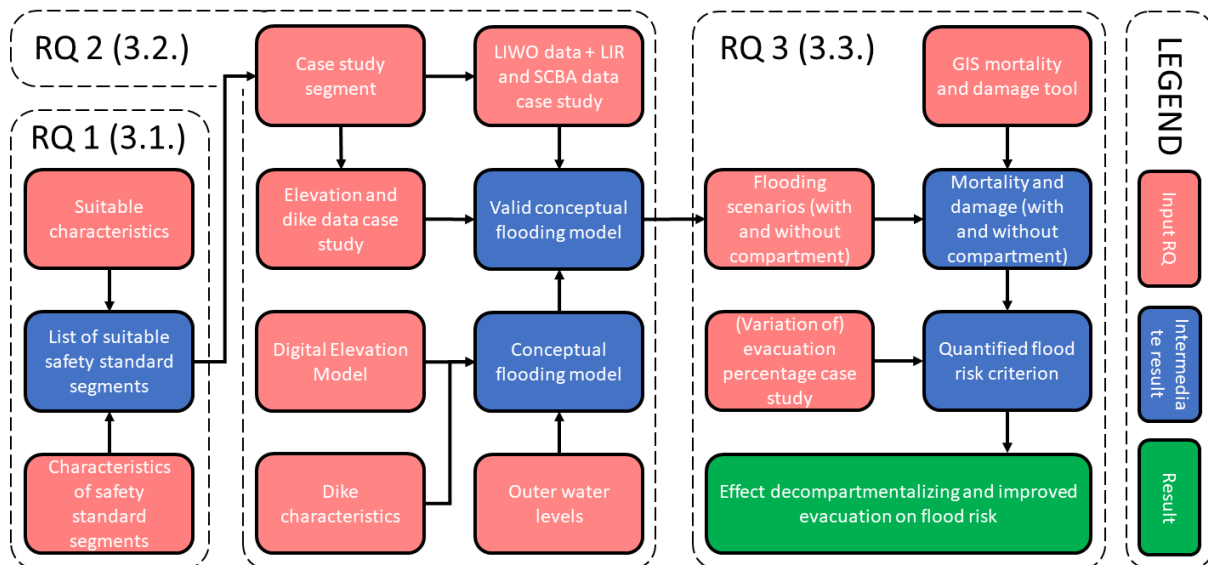 RQ 1 (3.1.)
Suitable
characteristics
List of suitable
safety standard
segments
Characteristics
of safety
standard
segments
RQ 2 (3.2.)
Case study
segment
LIWO data + LIR
and SCBA data
case study
Elevation and
dike data case
study
Valid conceptual
flooding model
Digital Elevation
Model
Conceptual
flooding model
Dike
characteristics
Outer water
levels
RQ 3 (3.3.)
GIS mortality
and damage tool
Flooding
scenarios (with
and without
compartment)
Mortality and
damage (with
and without
compartment)
(Variation of)
evacuation
percentage case
study
Quantified flood
risk criterion
Effect decompartmentalizing and improved
evacuation on flood risk
LEGEND
Input RQ
Intermedia
te result
Result